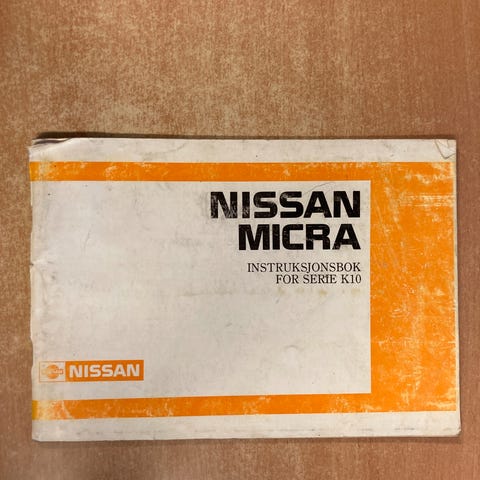 NISSAN
MICRA
INSTRUKSJONSBOK
FOR SERIE K10
NISSAN